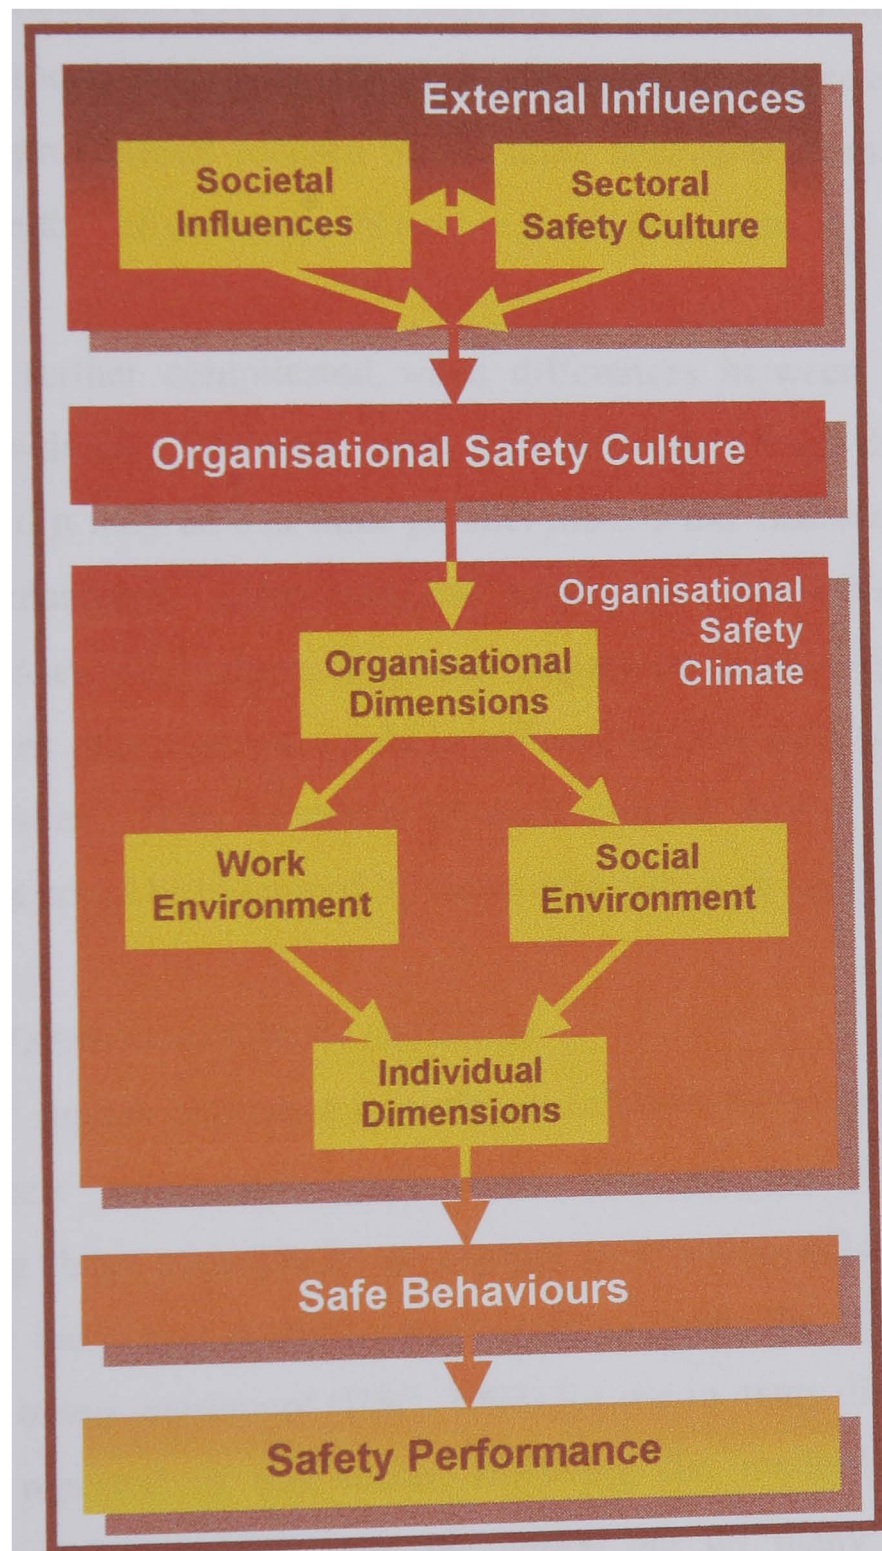 External Influences
Societal
Influences
Sectoral
Safety Culture
Organisational Safety Culture
Organisational
Safety
Climate
Organisational
Dimensions
Work
Environment
Social
Environment
Individual
Dimensions
Safe Behaviours
Safety Performance